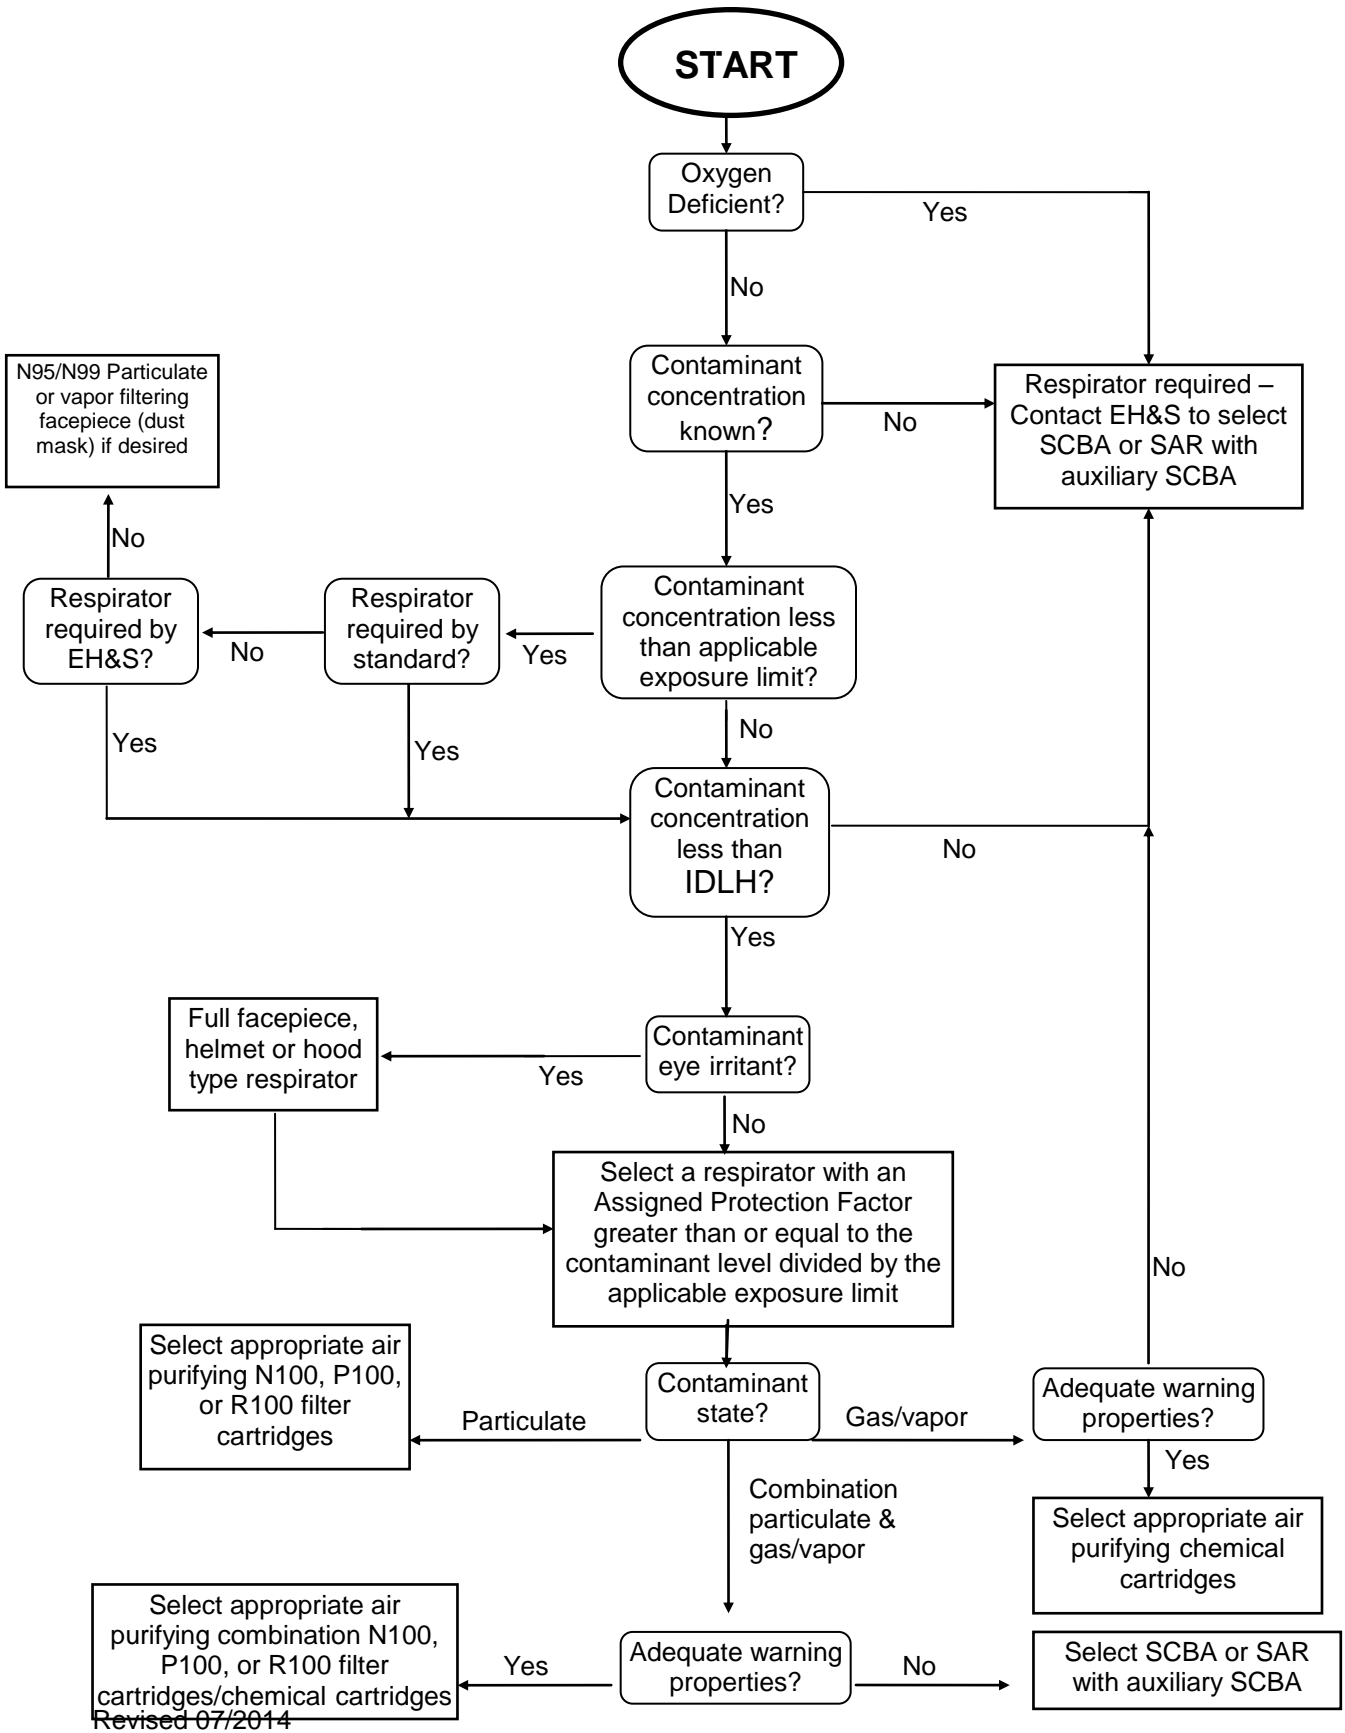 START
Oxygen
Deficient?
Yes
No
N95/N99 Particulate
or vapor filtering
facepiece (dust
mask) if desired
Contaminant
concentration
known?
No
Respirator required –
Contact EH&S to select
SCBA or SAR with
auxiliary SCBA
Yes
No
Respirator
required by
EH&S?
No
Respirator
required by
standard?
Yes
Contaminant
concentration less
than applicable
exposure limit?
Yes
Yes
No
Contaminant
concentration
less than
IDLH?
No
Yes
Full facepiece,
helmet or hood
type respirator
Yes
Contaminant
eye irritant?
No
Select a respirator with an
Assigned Protection Factor
greater than or equal to the
contaminant level divided by the
applicable exposure limit
No
Select appropriate air
purifying N100, P100,
or R100 filter
cartridges
Particulate
Contaminant
state?
Gas/vapor
Adequate warning
properties?
Yes
Combination
particulate &
gas/vapor
Select appropriate air
purifying chemical
cartridges
Select appropriate air
purifying combination N100,
P100, or R100 filter
cartridges/chemical cartridges
Yes
Adequate warning
properties?
No
Select SCBA or SAR
with auxiliary SCBA
Revised 07/2014